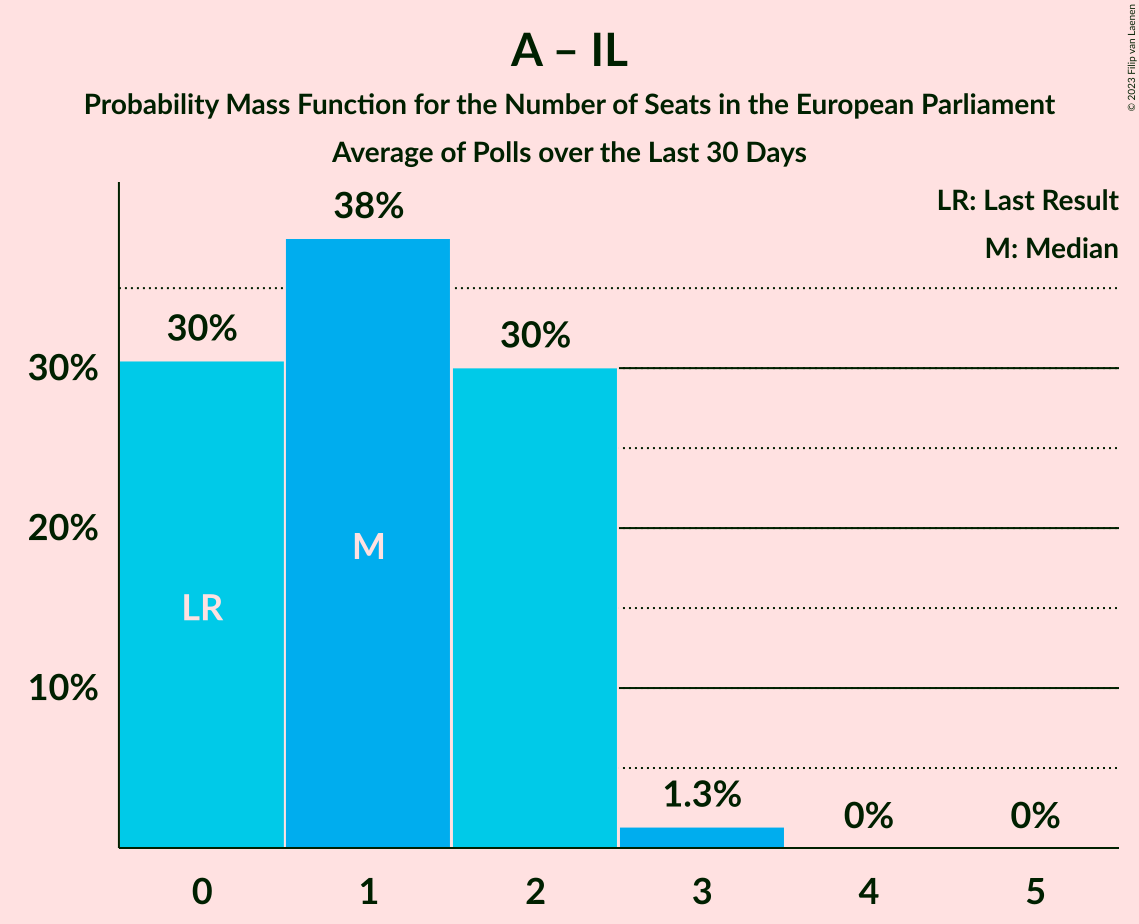 A – IL
Probability Mass Function for the Number of Seats in the European Parliament
Average of Polls over the Last 30 Days
© 2023 Filip van Laenen
LR: Last Result
M: Median
38%
30%
30%
30%
M
20%
LR
10%
1.3%
0%
0%
0 1 2 3 4 5